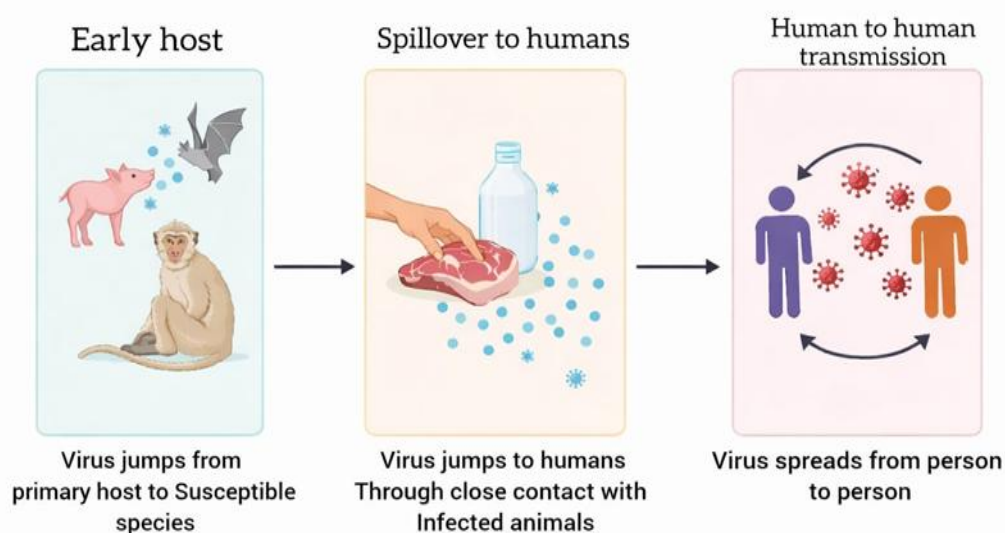 Early host
Virus jumps from
primary host to Susceptible
species
Spillover to humans
Virus jumps to humans
Through close contact with
Infected animals
Human to human
transmission
Virus spreads from person
to person